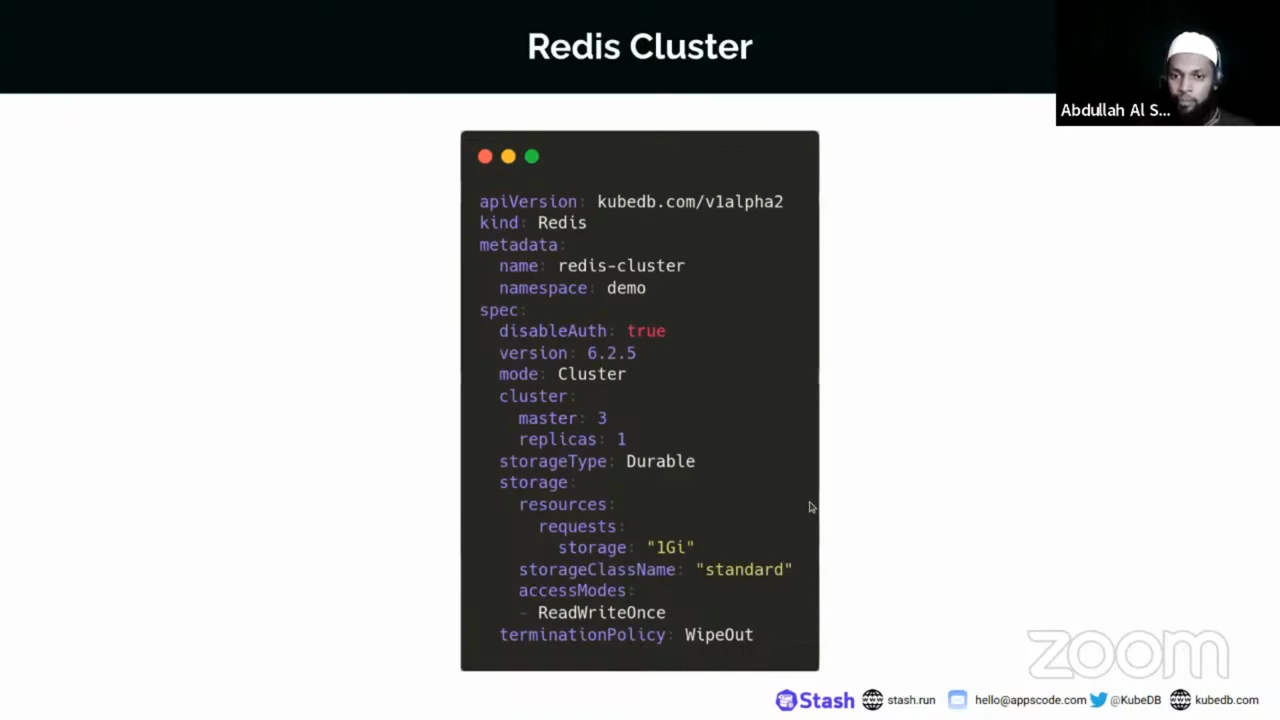 Redis Cluster
Abdullah Al S...
apiVersion: kubedb.com/v1alpha2
kind: Redis
metadata:
  name: redis-cluster
  namespace: demo
spec:
  disableAuth: true
  version: 6.2.5
  mode: Cluster
  cluster:
    master: 3
    replicas: 1
  storageType: Durable
  storage:
    resources:
      requests:
        storage: "1Gi"
    storageClassName: "standard"
    accessModes:
    - ReadWriteOnce
  terminationPolicy: WipeOut
zoom
Stash stash.run hello@appscode.com @KubeDB kubedb.com